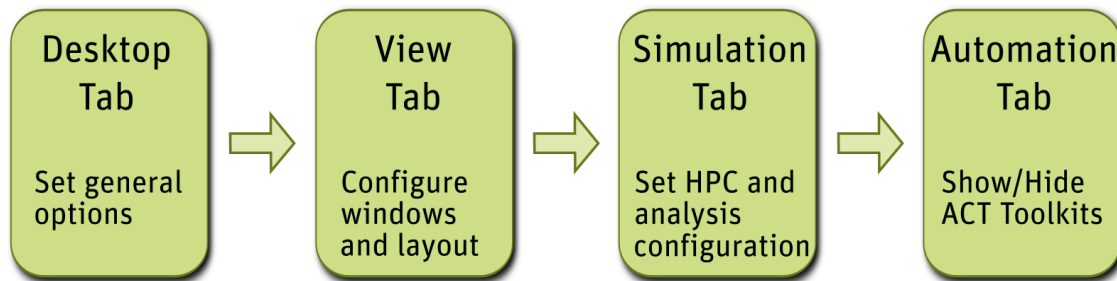 Desktop
Tab
Set general
options
View
Tab
Configure
windows
and layout
Simulation
Tab
Set HPC and
analysis
configuration
Automation
Tab
Show/Hide
ACT Toolkits